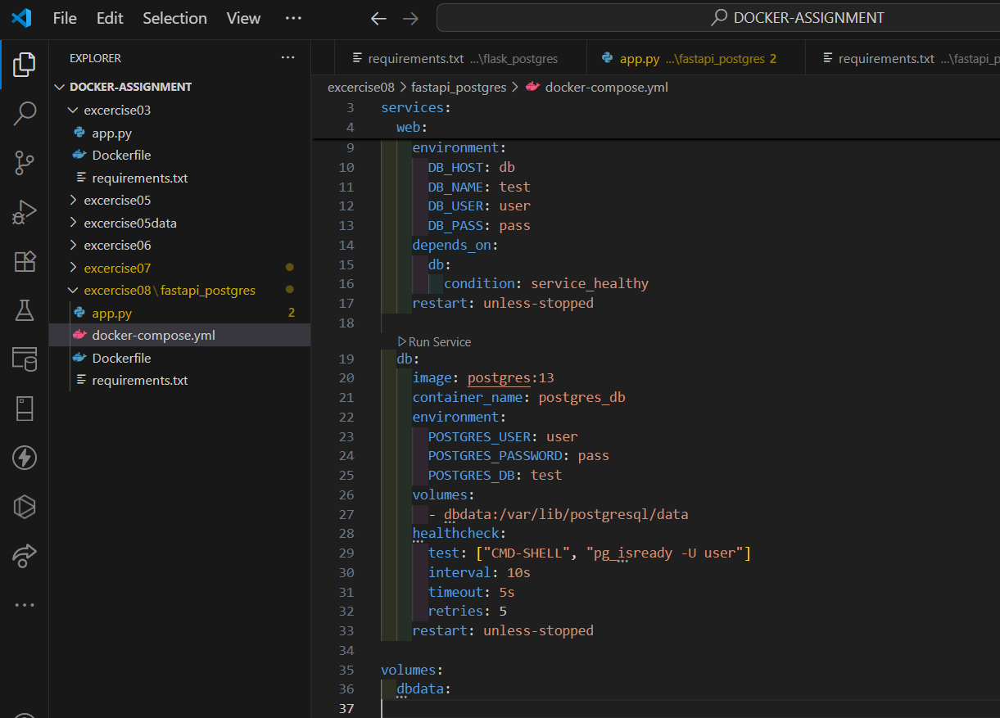 File Edit Selection View ··· DOCKER-ASSIGNMENT
EXPLORER ···
DOCKER-ASSIGNMENT
excercise03
app.py
Dockerfile
requirements.txt
excercise05
excercise05data
excercise06
excercise07
excercise08\fastapi_postgres
app.py 2
docker-compose.yml
Dockerfile
requirements.txt
requirements.txt ...\flask_postgres app.py ...\fastapi_postgres 2 requirements.txt ...\fastapi_p
excercise08 > fastapi_postgres > docker-compose.yml
3 services:
4 web:
9 environment:
10 DB_HOST: db
11 DB_NAME: test
12 DB_USER: user
13 DB_PASS: pass
14 depends_on:
15 db:
16 condition: service_healthy
17 restart: unless-stopped
18
Run Service
19 db:
20 image: postgres:13
21 container_name: postgres_db
22 environment:
23 POSTGRES_USER: user
24 POSTGRES_PASSWORD: pass
25 POSTGRES_DB: test
26 volumes:
27 - dbdata:/var/lib/postgresql/data
28 healthcheck:
29 test: ["CMD-SHELL", "pg_isready -U user"]
30 interval: 10s
31 timeout: 5s
32 retries: 5
33 restart: unless-stopped
34
35 volumes:
36 dbdata:
37